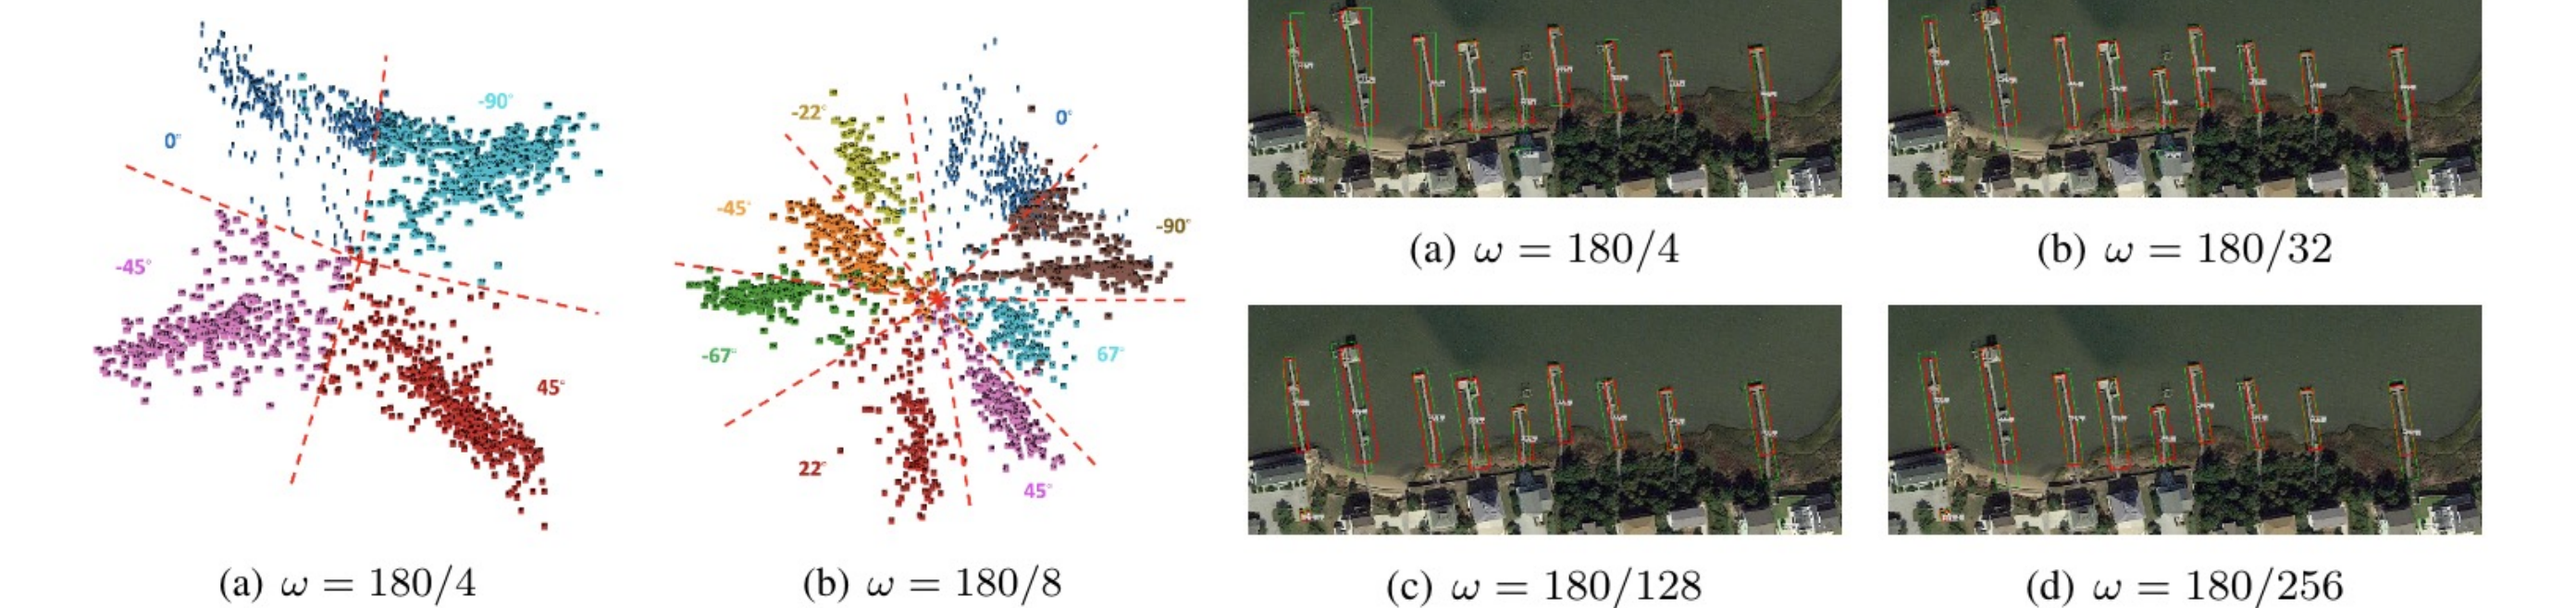 -90°
0°
-45°
45°
(a) ω = 180/4
-22°
0°
-45°
-90°
-67°
67°
22°
45°
(b) ω = 180/8
(a) ω = 180/4
(b) ω = 180/32
(c) ω = 180/128
(d) ω = 180/256